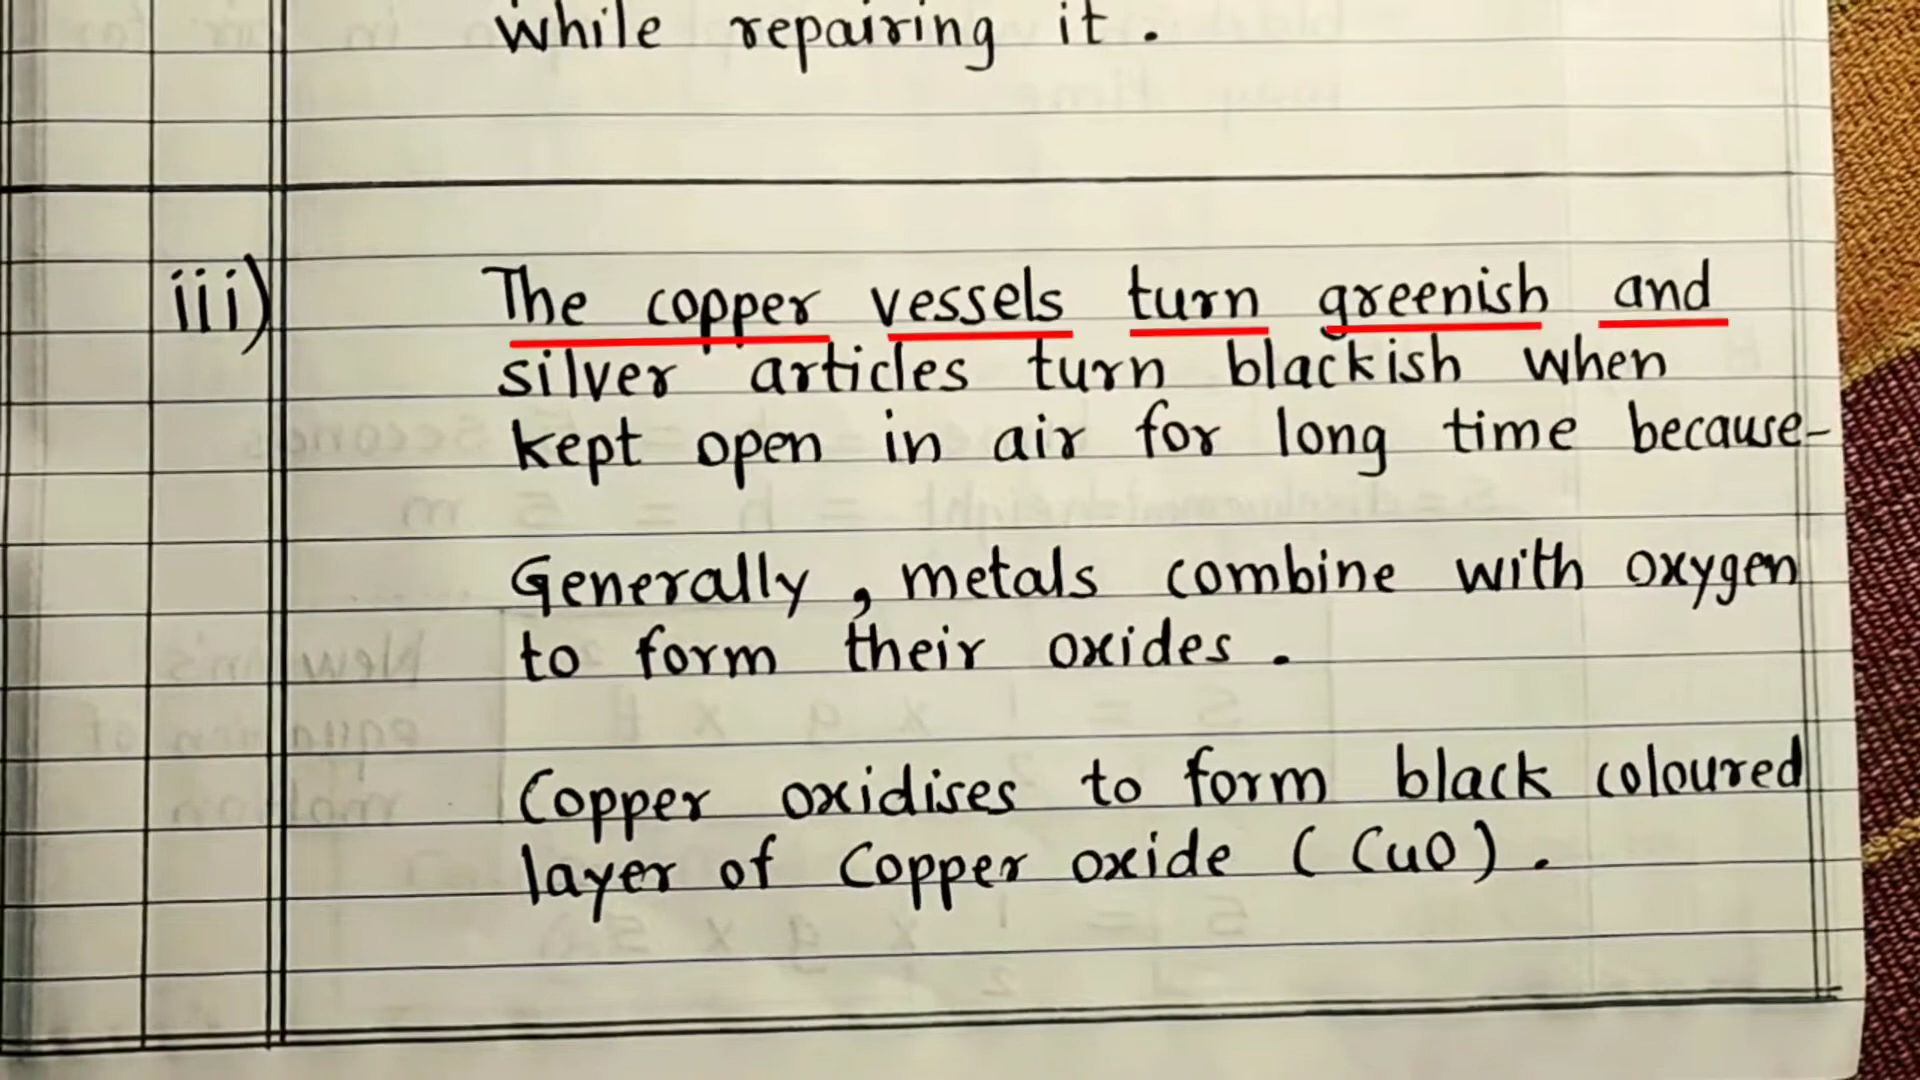 while repairing it.
iii) The copper vessels turn greenish and
silver articles turn blackish when
kept open in air for long time because-
Generally, metals combine with oxygen
to form their oxides.
Copper oxidises to form black coloured
layer of Copper oxide (CuO).